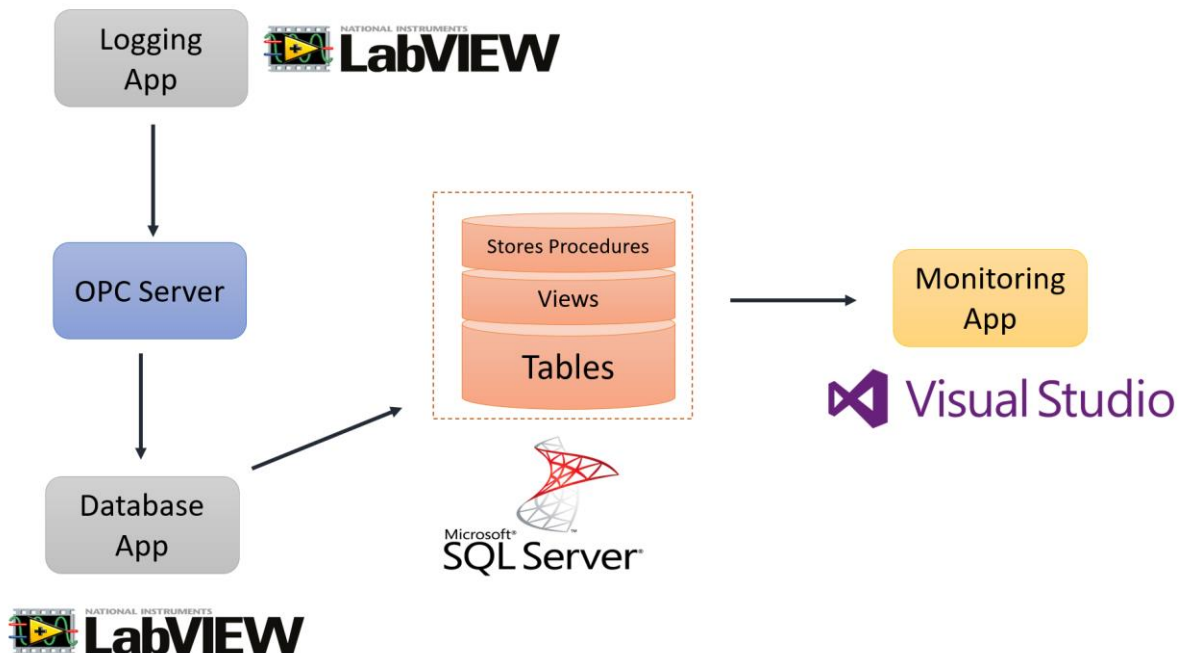 Logging
App
NATIONAL INSTRUMENTS
LabVIEW
OPC Server
Stores Procedures
Views
Tables
Monitoring
App
Visual Studio
Database
App
Microsoft®
SQL Server®
NATIONAL INSTRUMENTS
LabVIEW